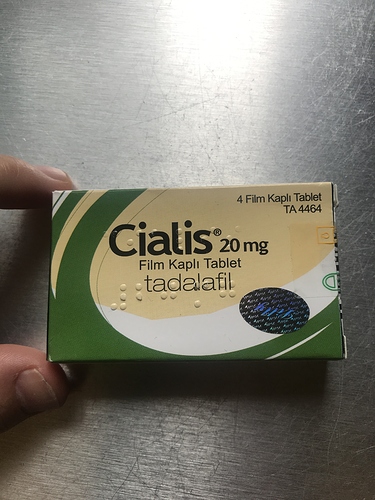 4 Film Kaplı Tablet
TA 4464
Cialis® 20 mg
Film Kaplı Tablet
tadalafil